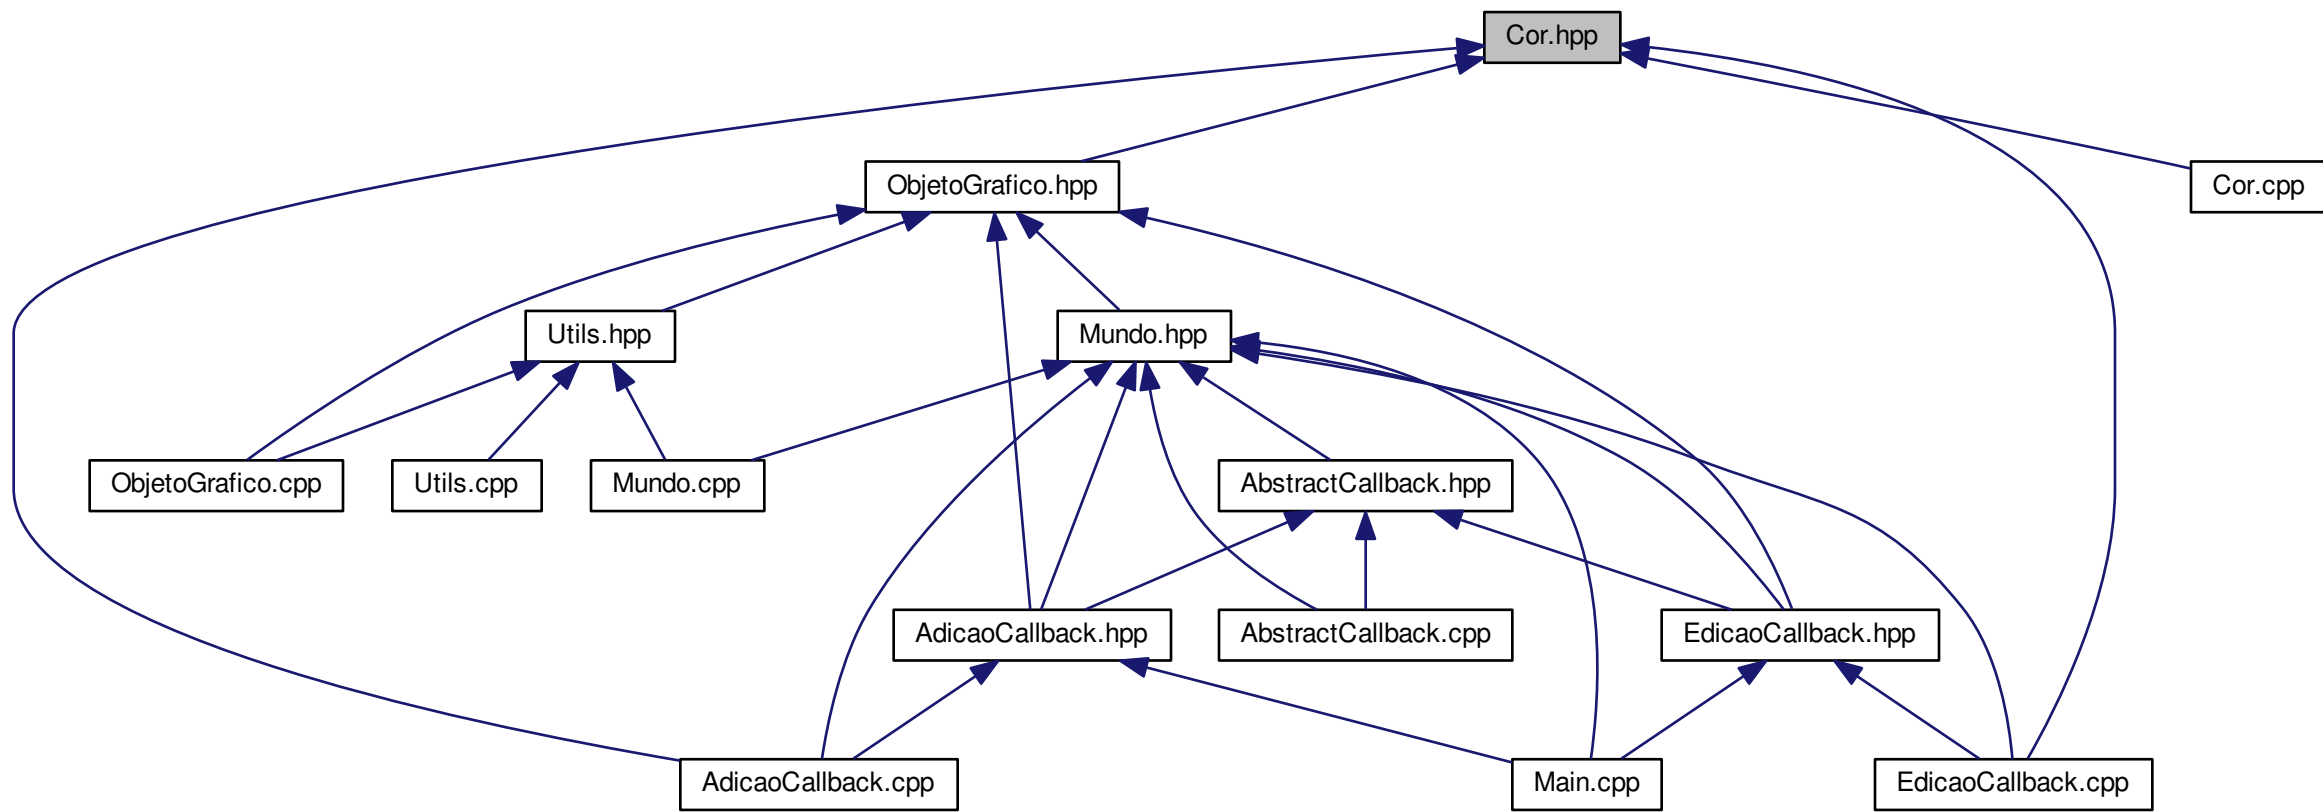 Cor.hpp
ObjetoGrafico.hpp
Cor.cpp
Utils.hpp
Mundo.hpp
ObjetoGrafico.cpp
Utils.cpp
Mundo.cpp
AbstractCallback.hpp
AdicaoCallback.hpp
AbstractCallback.cpp
EdicaoCallback.hpp
AdicaoCallback.cpp
Main.cpp
EdicaoCallback.cpp